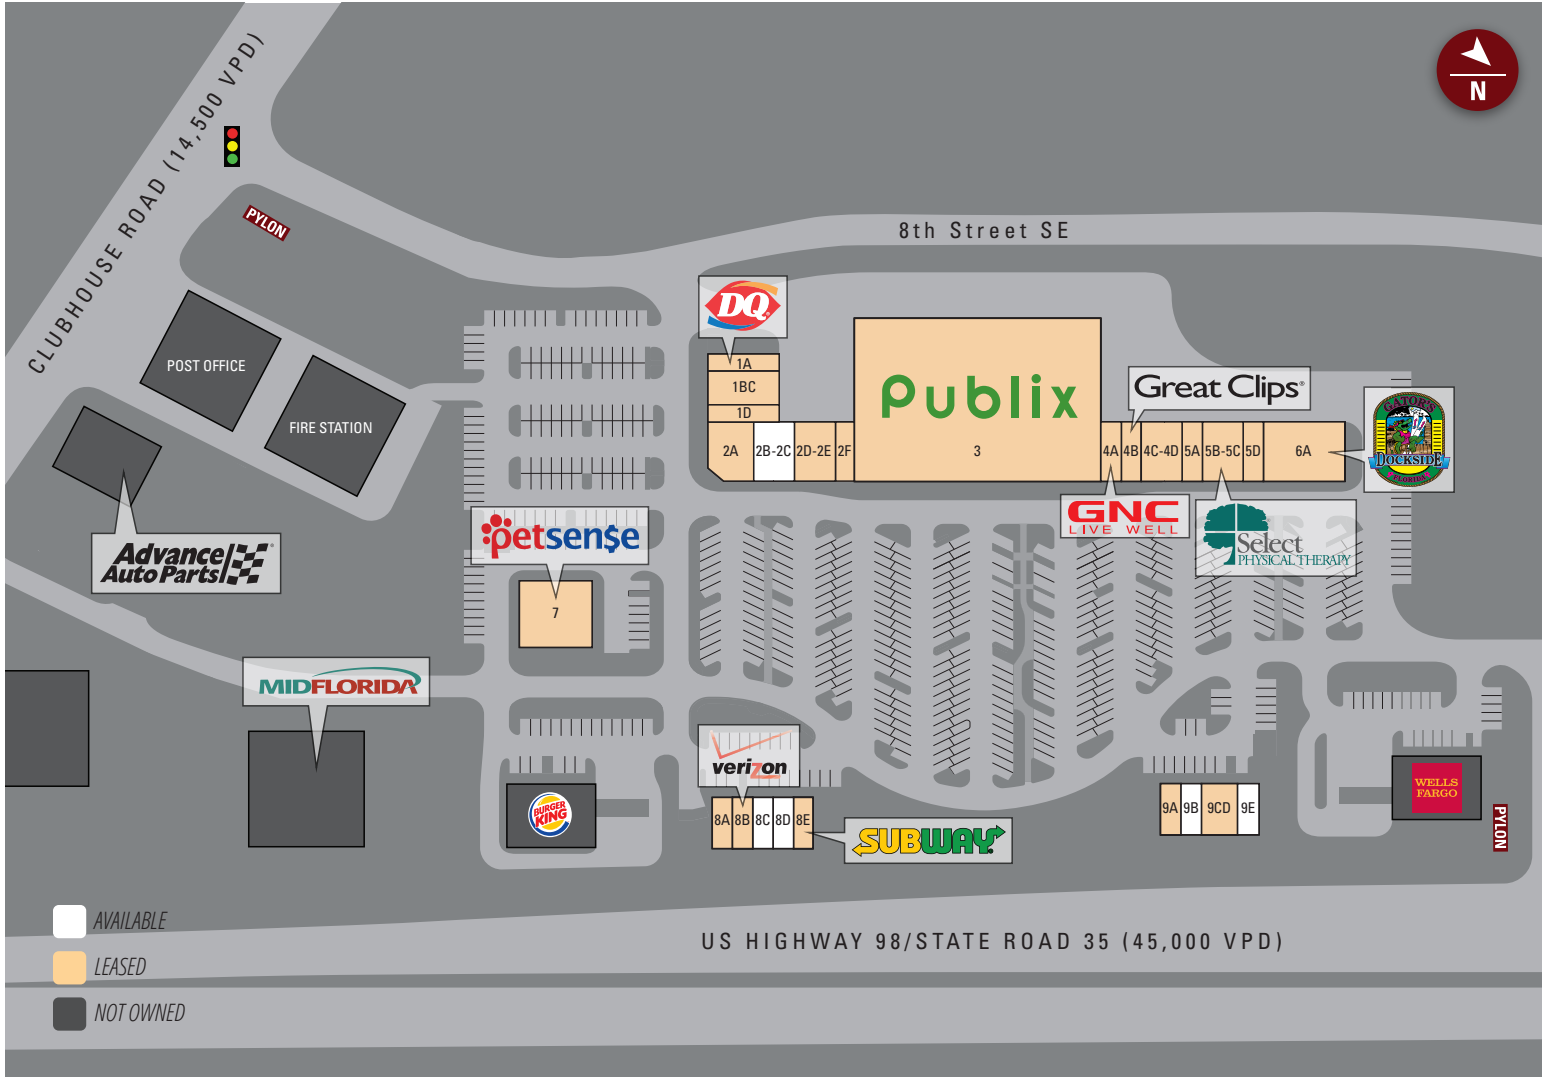 CLUBHOUSE ROAD (14,500 VPD)
PYLON
N
8th Street SE
POST OFFICE
FIRE STATION
Advance
Auto Parts
DQ
1A
1BC
1D
2A
2B-2C
2D-2E
2F
Publix
3
4A
4B
4C-4D
5A
5B-5C
5D
6A
Great Clips
GATOR'S
DOCKSIDE
FLORIDA
GNC
LIVE WELL
Select
PHYSICAL THERAPY
petsen$e
7
MIDFLORIDA
BURGER
KING
verizon
8A
8B
8C
8D
8E
SUBWAY
9A
9B
9CD
9E
WELLS
FARGO
PYLON
US HIGHWAY 98/STATE ROAD 35 (45,000 VPD)
AVAILABLE
LEASED
NOT OWNED